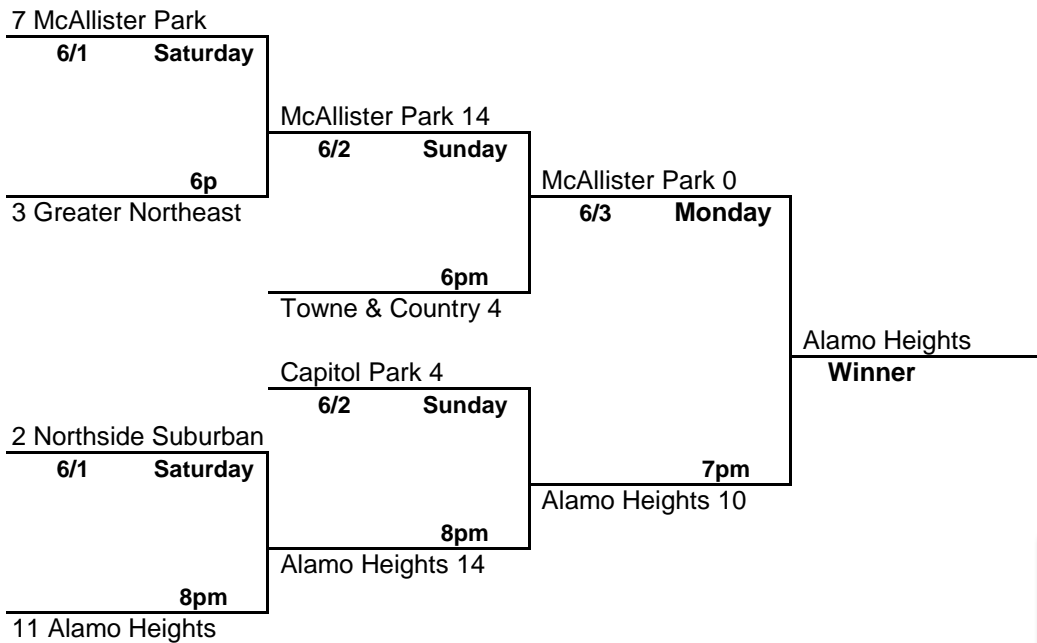 7 McAllister Park
6/1 Saturday
McAllister Park 14
6/2 Sunday
6p
McAllister Park 0
3 Greater Northeast
6/3 Monday
6pm
Towne & Country 4
Alamo Heights
Capitol Park 4
Winner
6/2 Sunday
2 Northside Suburban
6/1 Saturday
7pm
Alamo Heights 10
8pm
Alamo Heights 14
8pm
11 Alamo Heights